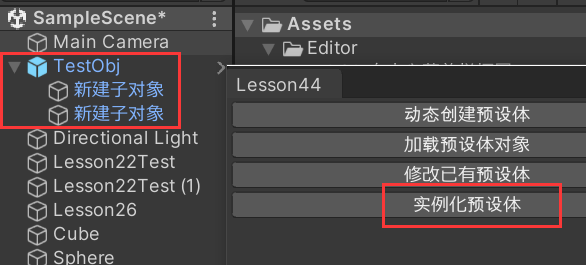 SampleScene*
Main Camera
TestObj
新建子对象
新建子对象
Directional Light
Lesson22Test
Lesson22Test (1)
Lesson26
Cube
Sphere
Assets
Editor
Lesson44
动态创建预设体
加载预设体对象
修改已有预设体
实例化预设体